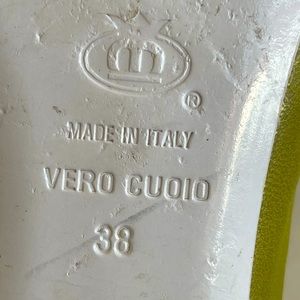 ®
MADE IN ITALY
VERO CUOIO
38